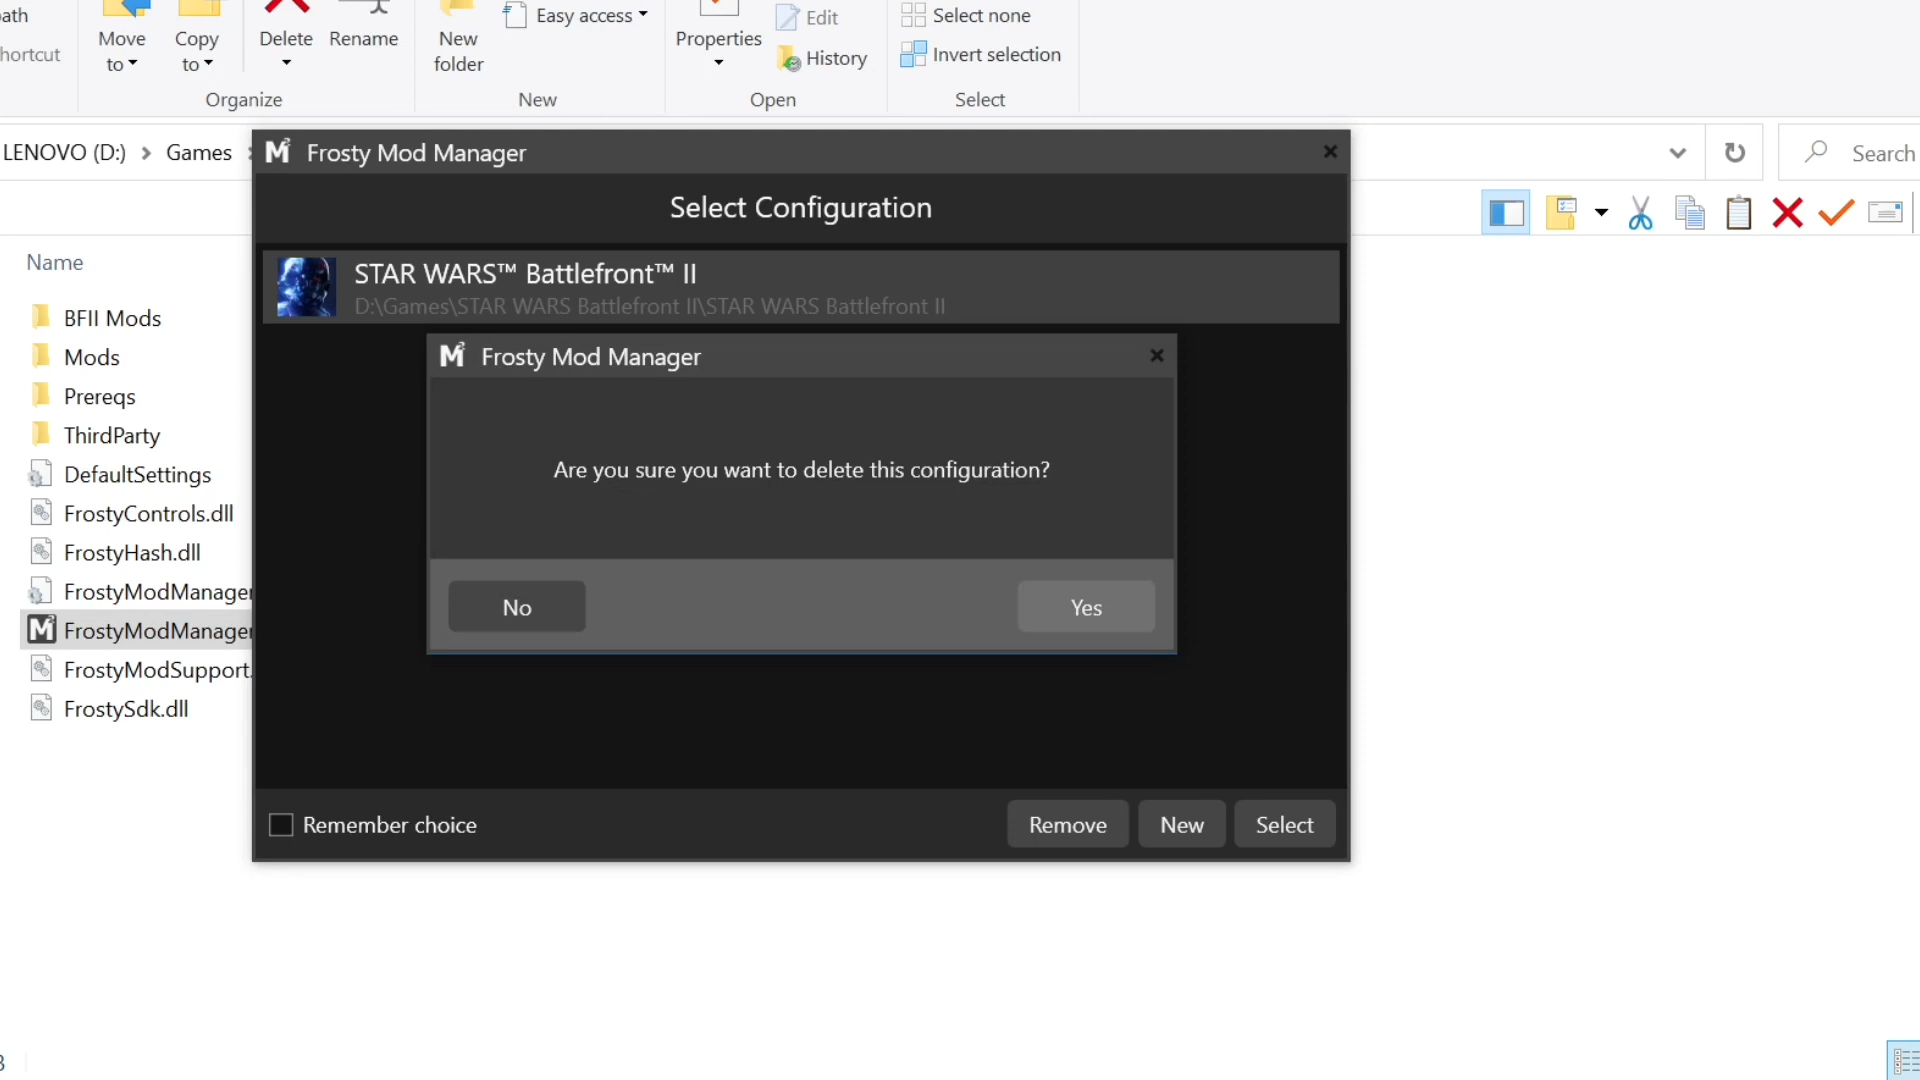 ath
hortcut
Move
to
Copy
to
Delete
Rename
Organize
New
folder
Easy access
New
Properties
Edit
History
Open
Select none
Invert selection
Select
LENOVO (D:) > Games >
Search
Name
BFII Mods
Mods
Prereqs
ThirdParty
DefaultSettings
FrostyControls.dll
FrostyHash.dll
FrostyModManager
FrostyModManager
FrostyModSupport.
FrostySdk.dll
Frosty Mod Manager
Select Configuration
STAR WARS™ Battlefront™ II
D:\Games\STAR WARS Battlefront II\STAR WARS Battlefront II
Frosty Mod Manager
Are you sure you want to delete this configuration?
No
Yes
Remember choice
Remove
New
Select